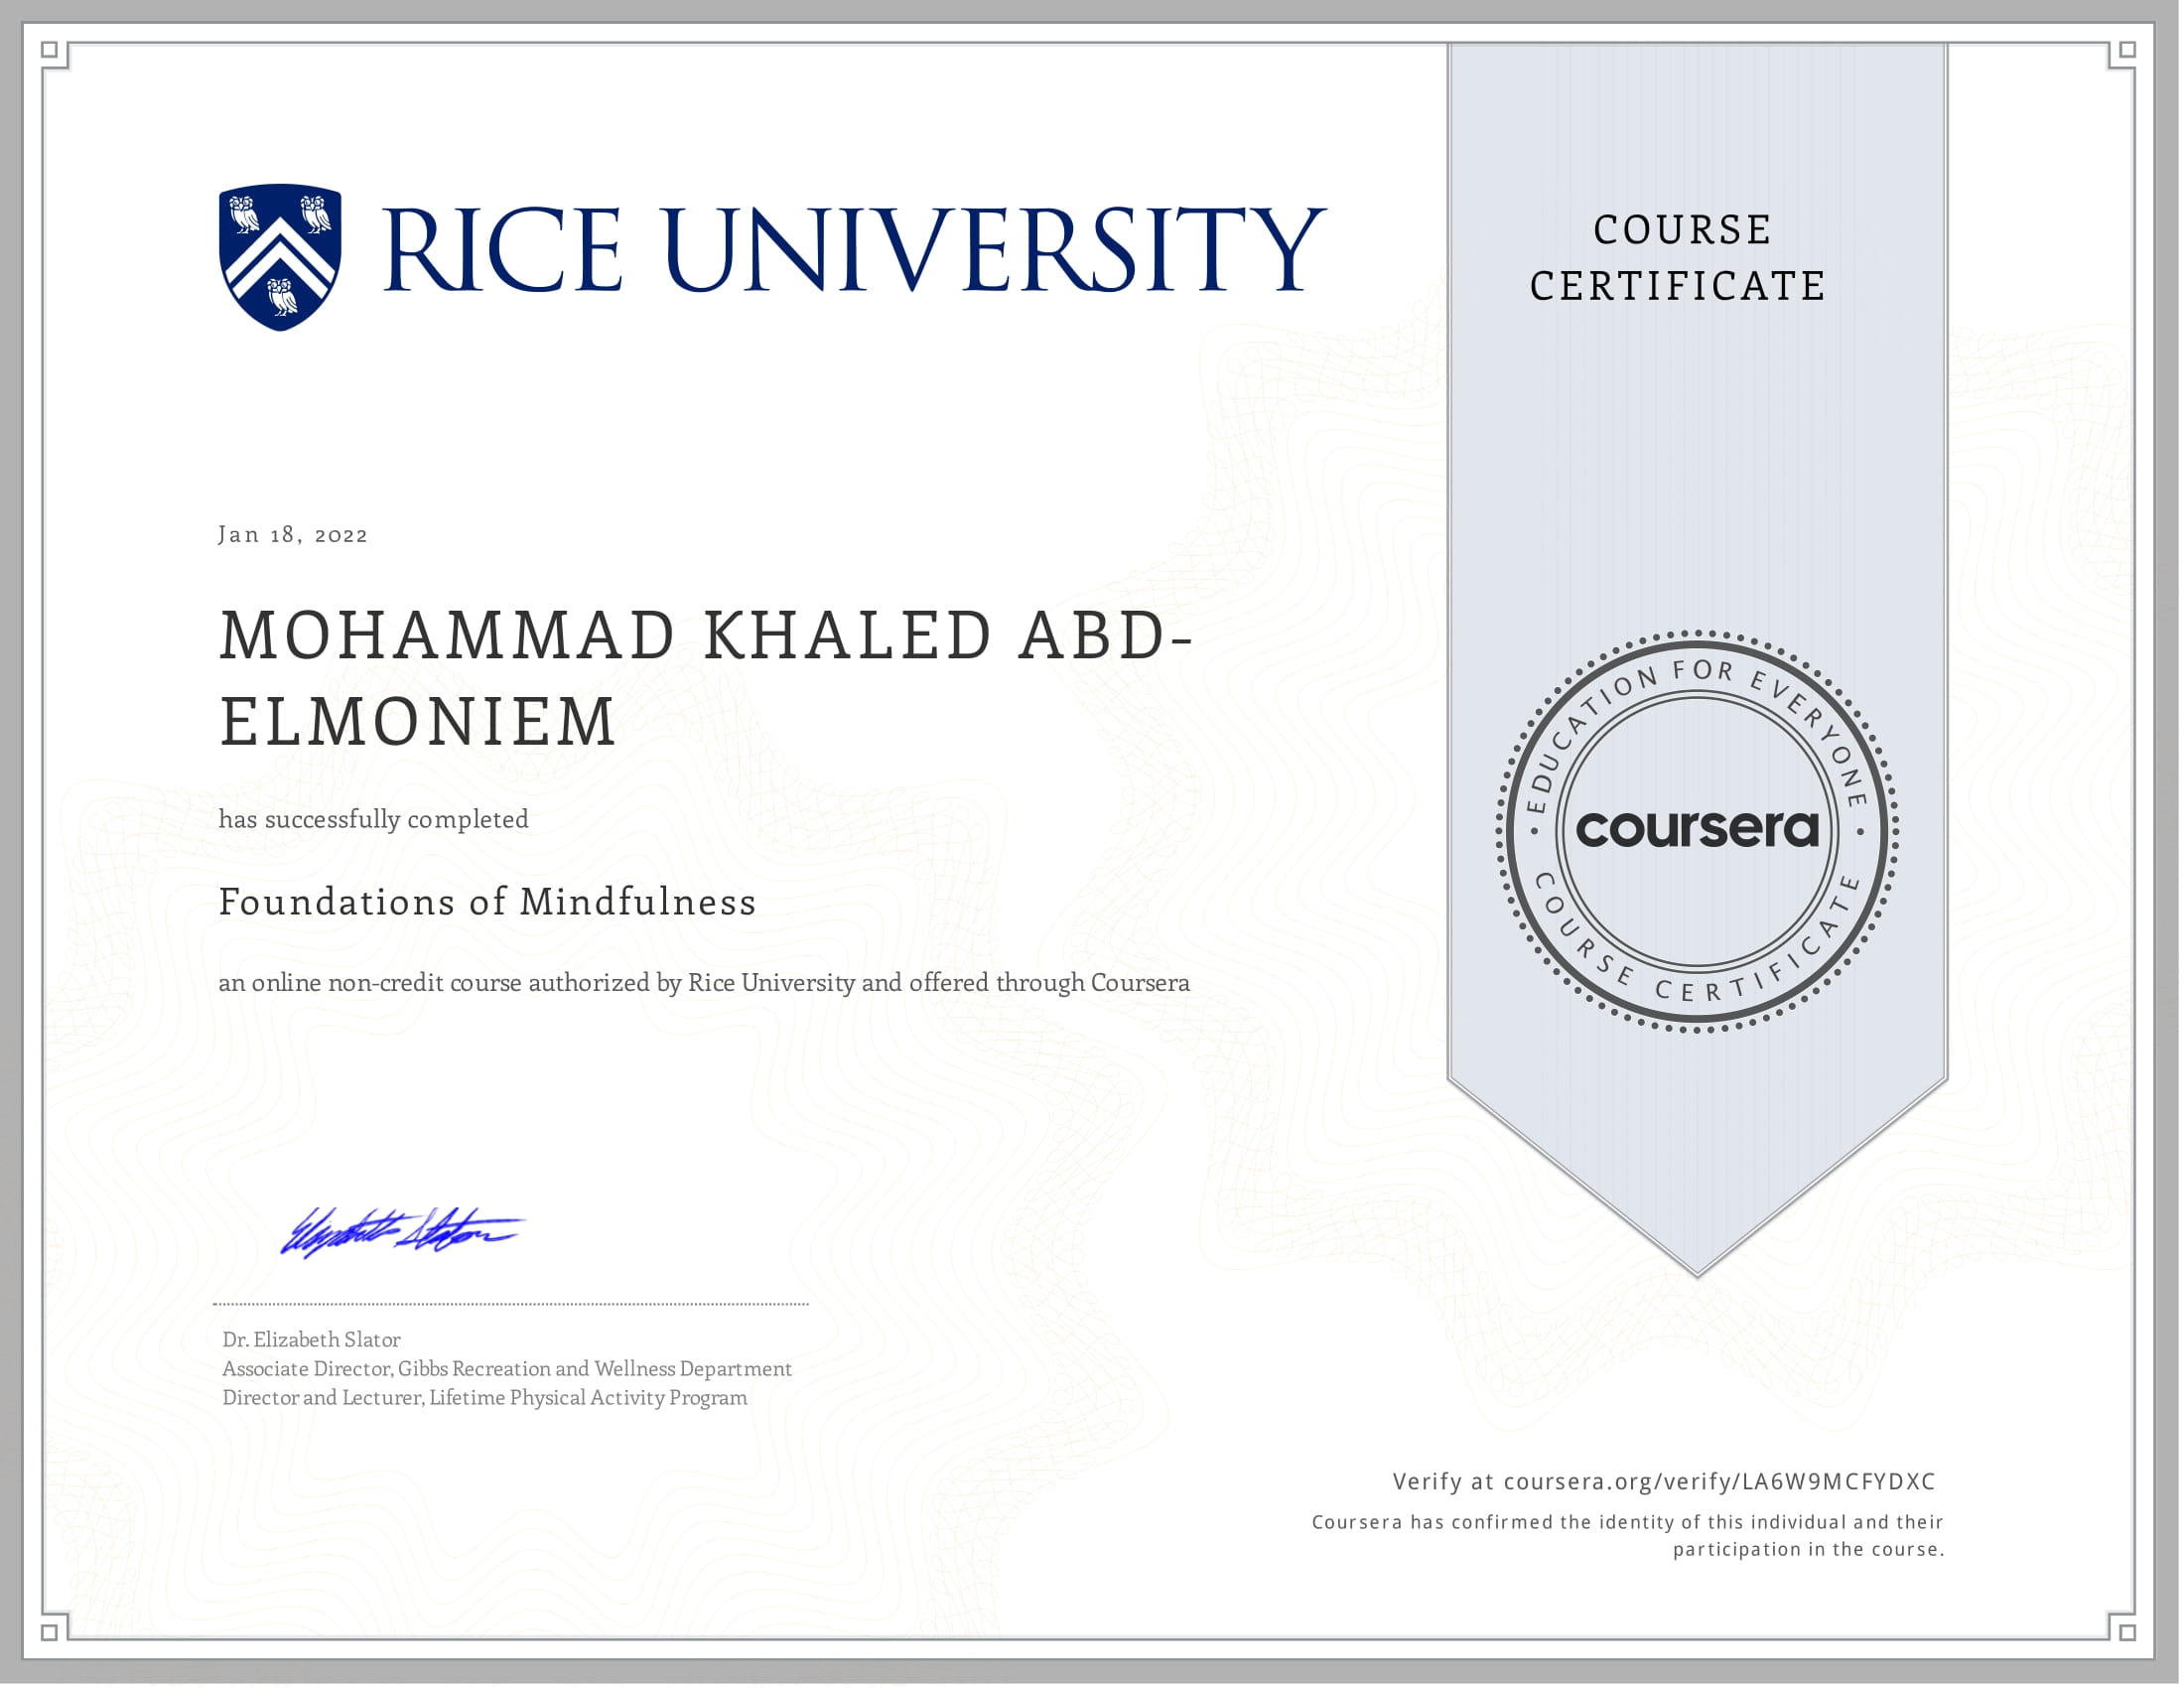 RICE UNIVERSITY
COURSE
CERTIFICATE
Jan 18, 2022
MOHAMMAD KHALED ABD-
ELMONIEM
has successfully completed
Foundations of Mindfulness
an online non-credit course authorized by Rice University and offered through Coursera
EDUCATION FOR EVERYONE
coursera
COURSE CERTIFICATE
Elizabeth Slator
Dr. Elizabeth Slator
Associate Director, Gibbs Recreation and Wellness Department
Director and Lecturer, Lifetime Physical Activity Program
Verify at coursera.org/verify/LA6W9MCFYDXC
Coursera has confirmed the identity of this individual and their
participation in the course.